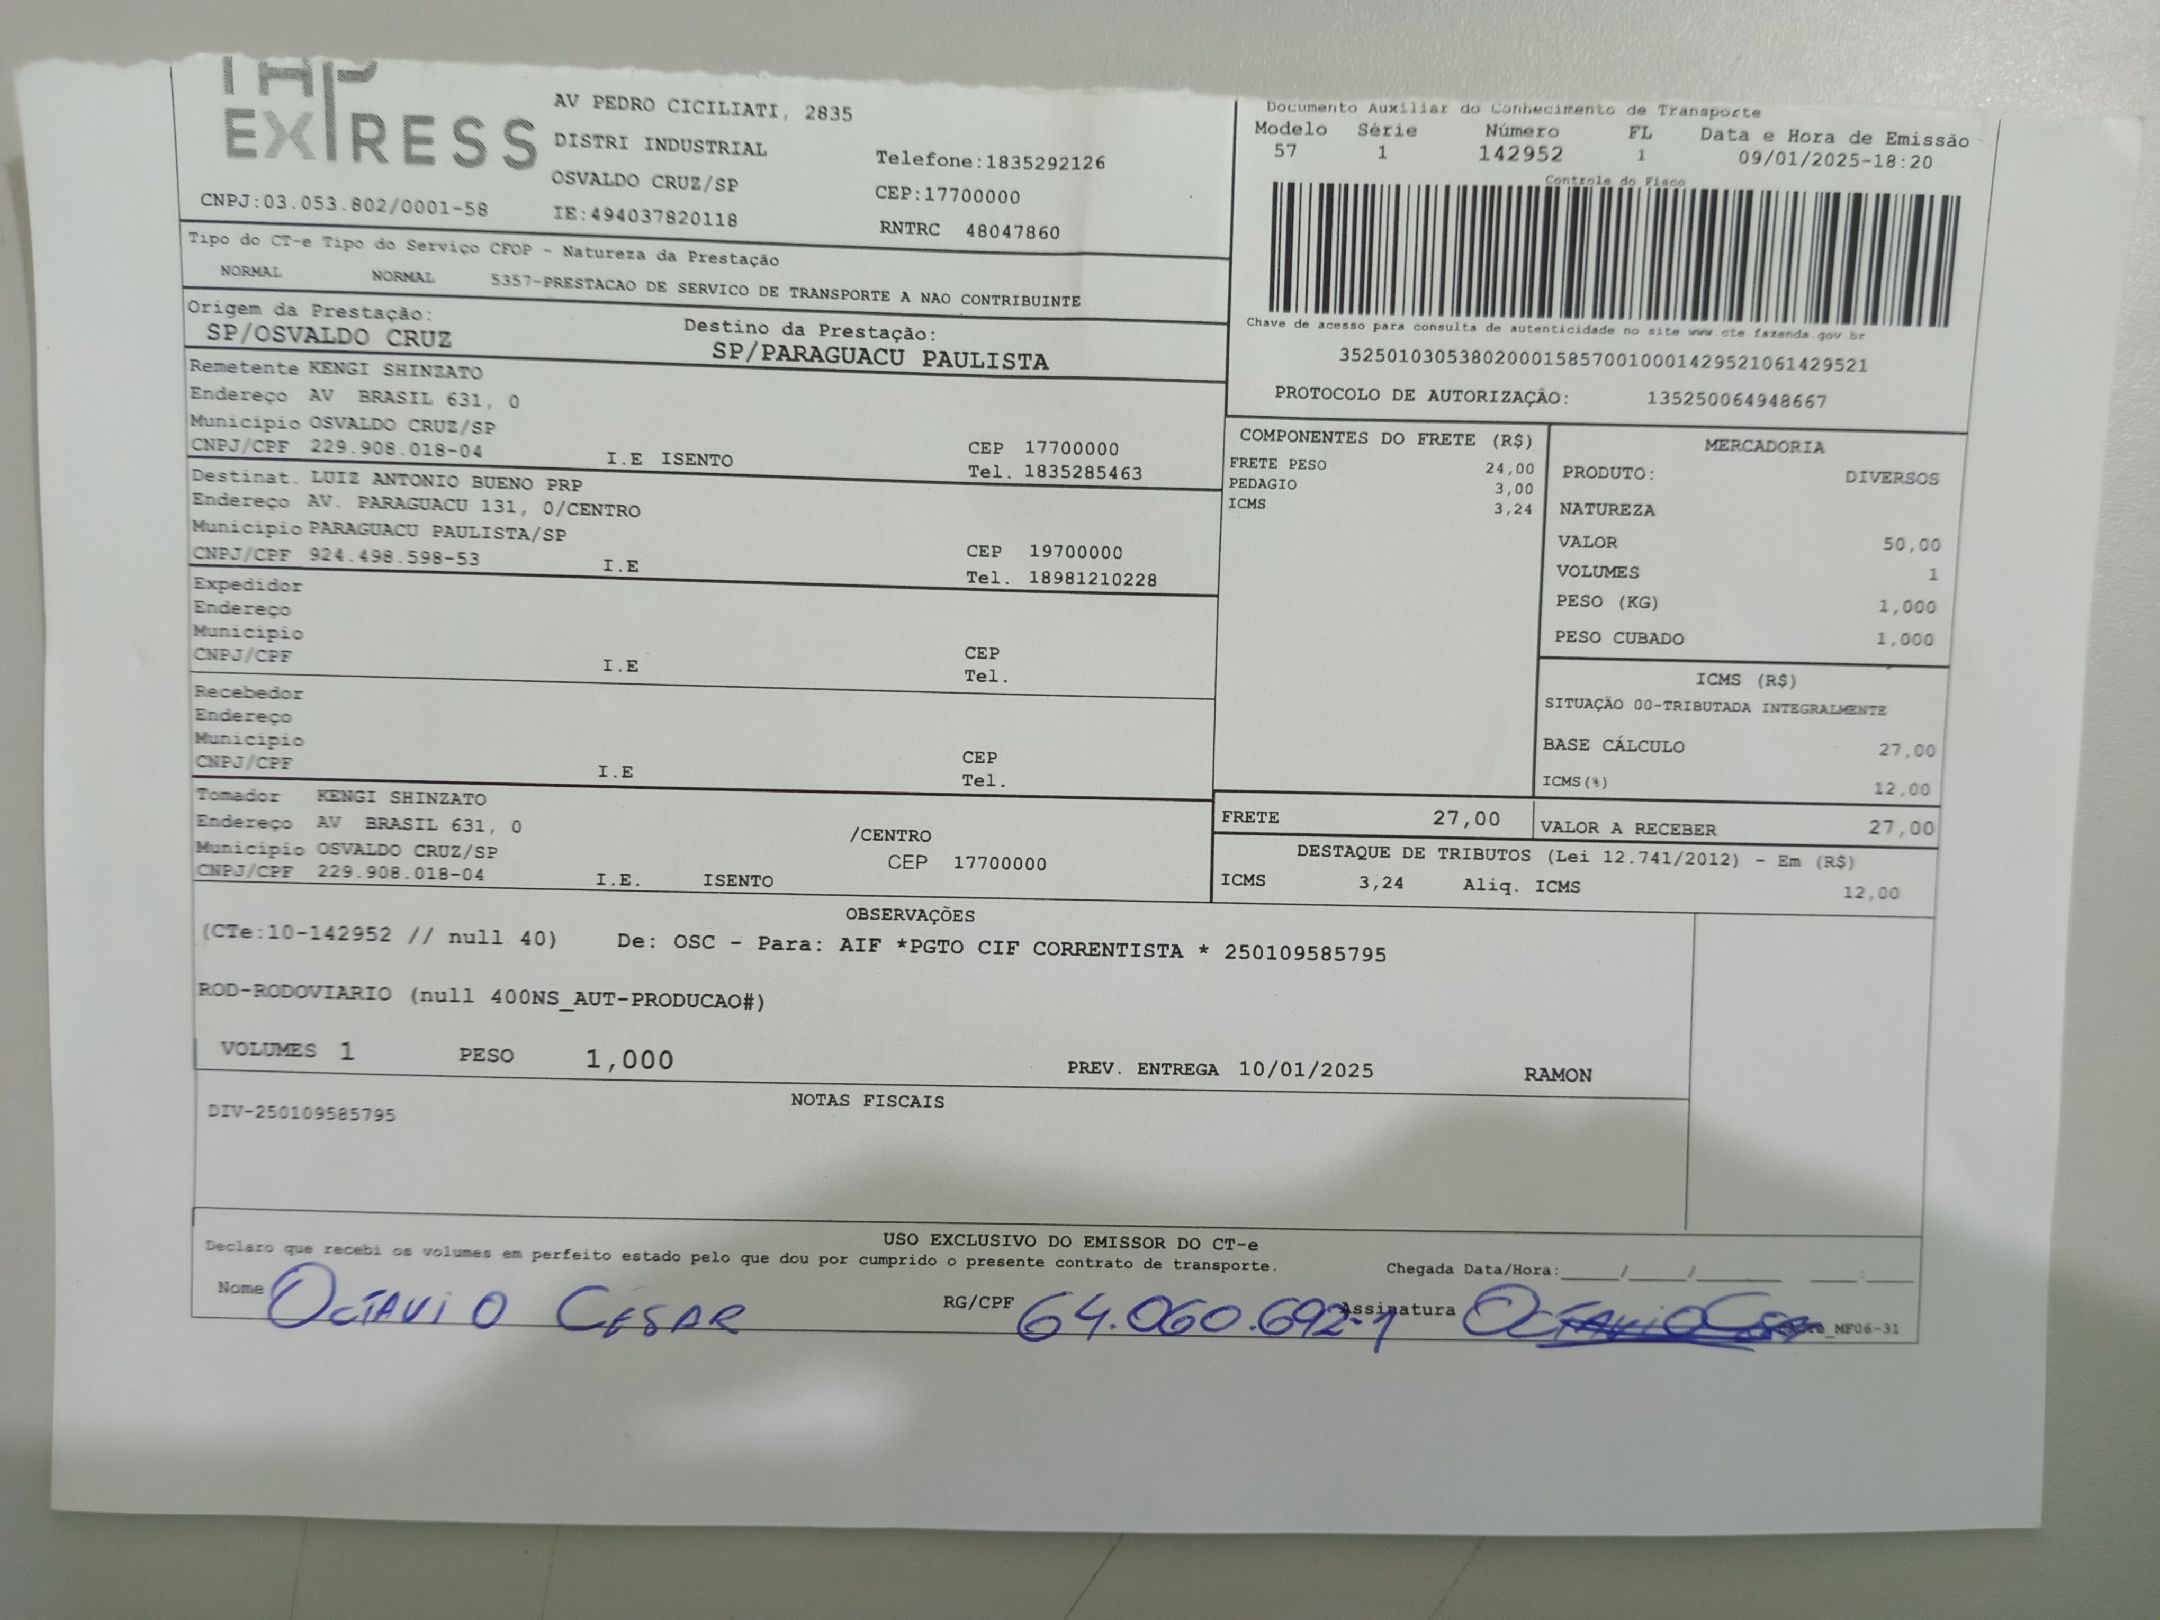 TAP
EXPRESS
AV PEDRO CICILIATI, 2835
DISTRI INDUSTRIAL
OSVALDO CRUZ/SP
CNPJ:03.053.802/0001-58 IE:494037820118
Telefone:1835292126
CEP:17700000
RNTRC 48047860
Documento Auxiliar do Conhecimento de Transporte
Modelo Série Número FL Data e Hora de Emissão
57 1 142952 1 09/01/2025-18:20
Controle do Fisco
Chave de acesso para consulta de autenticidade no site www.cte.fazenda.gov.br
35250103053802000158570010001429521061429521
PROTOCOLO DE AUTORIZAÇÂO: 135250064948667
Tipo do CT-e Tipo do Serviço CFOP - Natureza da Prestação
NORMAL NORMAL 5357-PRESTACAO DE SERVICO DE TRANSPORTE A NAO CONTRIBUINTE
Origem da Prestação: Destino da Prestação:
SP/OSVALDO CRUZ SP/PARAGUACU PAULISTA
Remetente KENGI SHINZATO
Endereço AV BRASIL 631, 0
Municipio OSVALDO CRUZ/SP CEP 17700000
CNPJ/CPF 229.908.018-04 I.E ISENTO Tel. 1835285463
Destinat. LUIZ ANTONIO BUENO PRP
Endereço AV. PARAGUACU 131, 0/CENTRO
Municipio PARAGUACU PAULISTA/SP CEP 19700000
CNPJ/CPF 924.498.598-53 I.E Tel. 18981210228
Expedidor
Endereço
Municipio CEP
CNPJ/CPF I.E Tel.
Recebedor
Endereço
Municipio CEP
CNPJ/CPF I.E Tel.
Tomador KENGI SHINZATO
Endereço AV BRASIL 631, 0 /CENTRO
Municipio OSVALDO CRUZ/SP CEP 17700000
CNPJ/CPF 229.908.018-04 I.E. ISENTO
COMPONENTES DO FRETE (R$)
FRETE PESO 24,00
PEDAGIO 3,00
ICMS 3,24
MERCADORIA
PRODUTO: DIVERSOS
NATUREZA
VALOR 50,00
VOLUMES 1
PESO (KG) 1,000
PESO CUBADO 1,000
ICMS (R$)
SITUAÇÃO 00-TRIBUTADA INTEGRALMENTE
BASE CÁLCULO 27,00
ICMS(%) 12,00
FRETE 27,00 VALOR A RECEBER 27,00
DESTAQUE DE TRIBUTOS (Lei 12.741/2012) - Em (R$)
ICMS 3,24 Aliq. ICMS 12,00
OBSERVAÇÕES
(CTe:10-142952 // null 40) De: OSC - Para: AIF *PGTO CIF CORRENTISTA * 250109585795
ROD-RODOVIARIO (null 400NS_AUT-PRODUCAO#)
VOLUMES 1 PESO 1,000 PREV. ENTREGA 10/01/2025 RAMON
NOTAS FISCAIS
DIV-250109585795
USO EXCLUSIVO DO EMISSOR DO CT-e
Declaro que recebi os volumes em perfeito estado pelo que dou por cumprido o presente contrato de transporte. Chegada Data/Hora:_____/_____/_______ ____:____
Nome OCTAVIO CESAR RG/CPF 64.060.692-1 Assinatura Octavio Cesar
_MF06-31